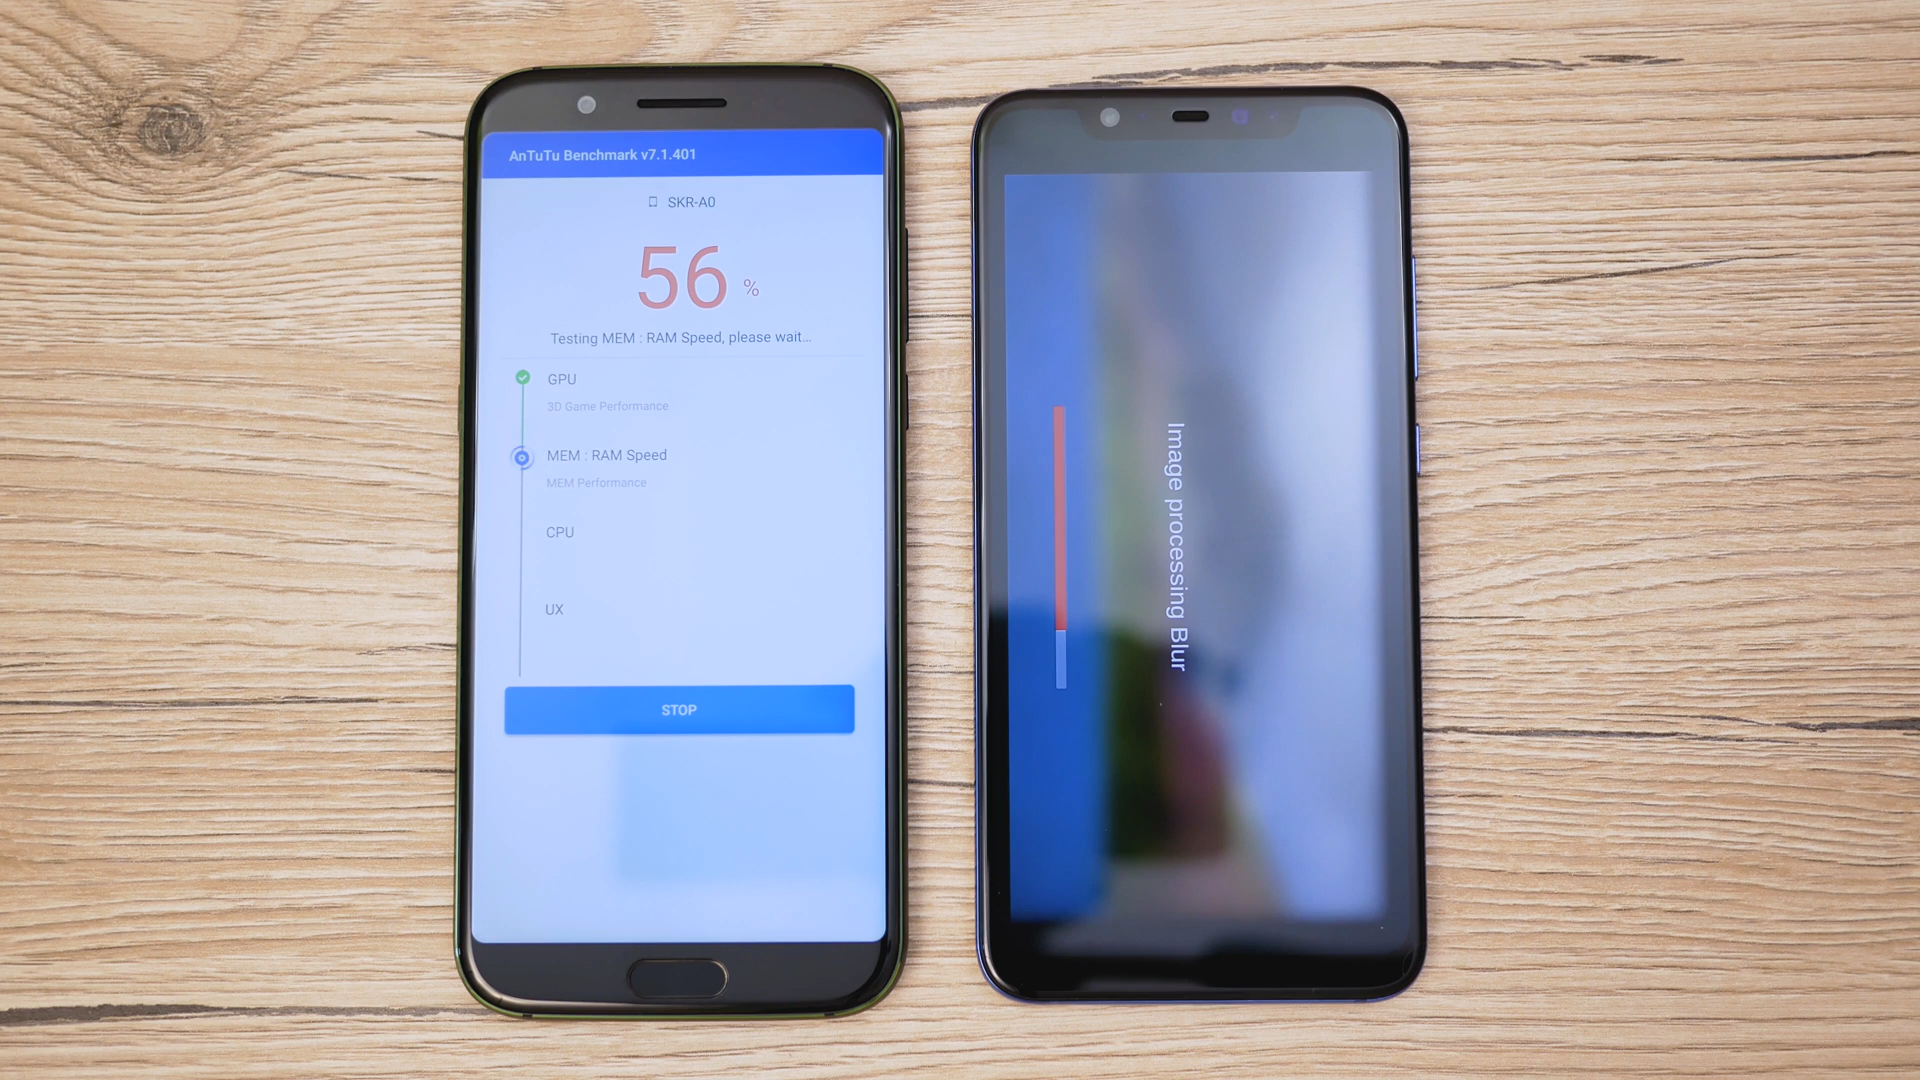 AnTuTu Benchmark v7.1.401
SKR-A0
56 %
Testing MEM : RAM Speed, please wait...
GPU
3D Game Performance
MEM : RAM Speed
MEM Performance
CPU
UX
STOP
Image processing Blur